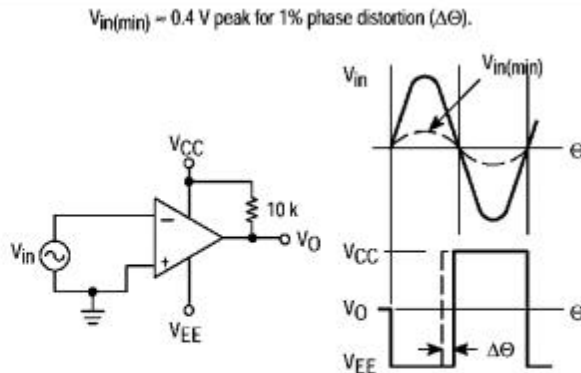 Vin(min) ≈ 0.4 V peak for 1% phase distortion (ΔΘ).
Vin
Vin(min)
Θ
VCC
10 k
− 
VO
Vin
+
VEE
VCC
VO
Θ
VEE
ΔΘ